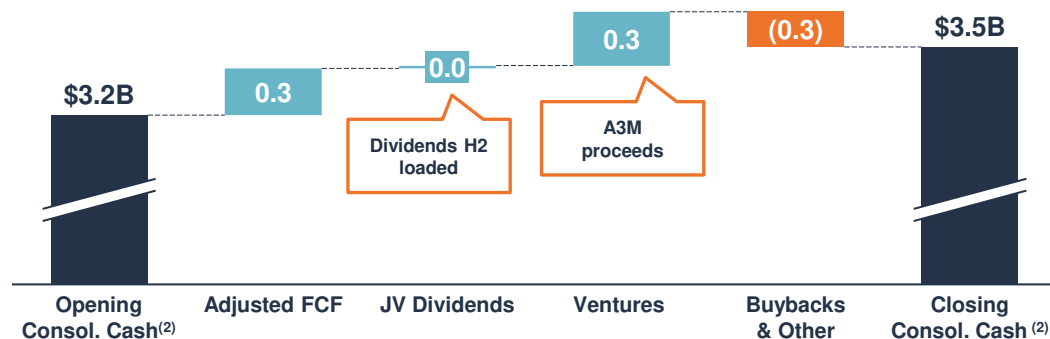 $3.2B
0.3
0.0
0.3
(0.3)
$3.5B
Dividends H2
loaded
A3M
proceeds
Opening
Consol. Cash(2)
Adjusted FCF
JV Dividends
Ventures
Buybacks
& Other
Closing
Consol. Cash (2)